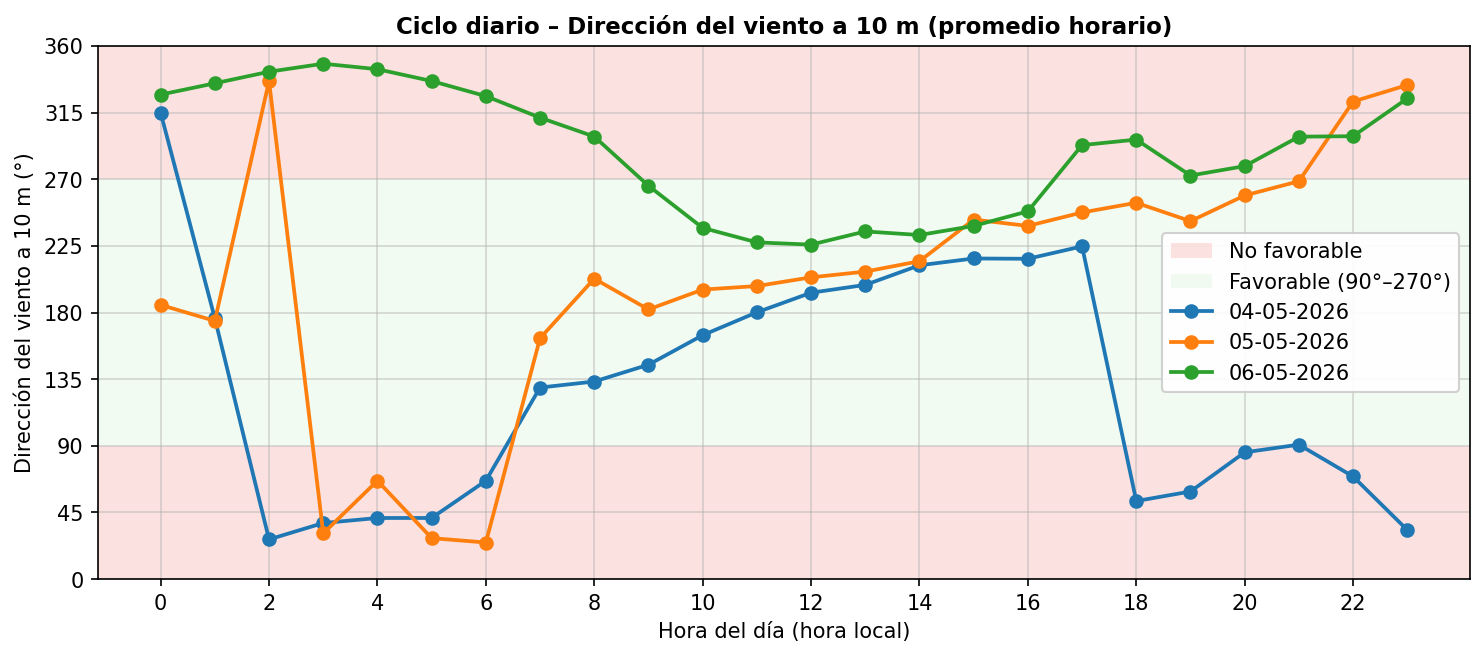 Ciclo diario – Dirección del viento a 10 m (promedio horario)
Dirección del viento a 10 m (°)
360
315
270
225
180
135
90
45
0
No favorable
Favorable (90°–270°)
04-05-2026
05-05-2026
06-05-2026
0 2 4 6 8 10 12 14 16 18 20 22
Hora del día (hora local)